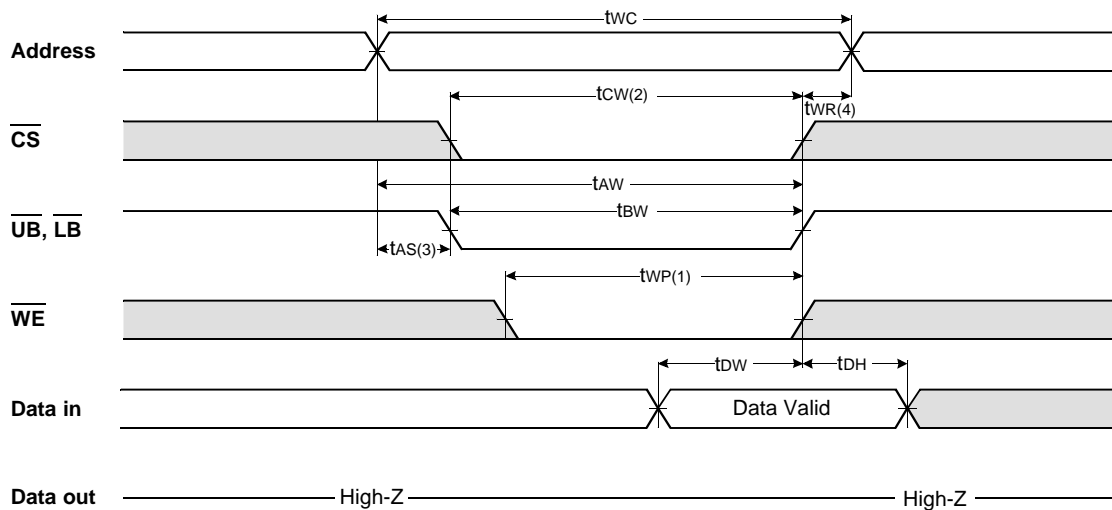 tWC
Address
tCW(2)
tWR(4)
CS
tAW
tBW
UB, LB
tAS(3)
tWP(1)
WE
tDW
tDH
Data in
Data Valid
Data out
High-Z
High-Z